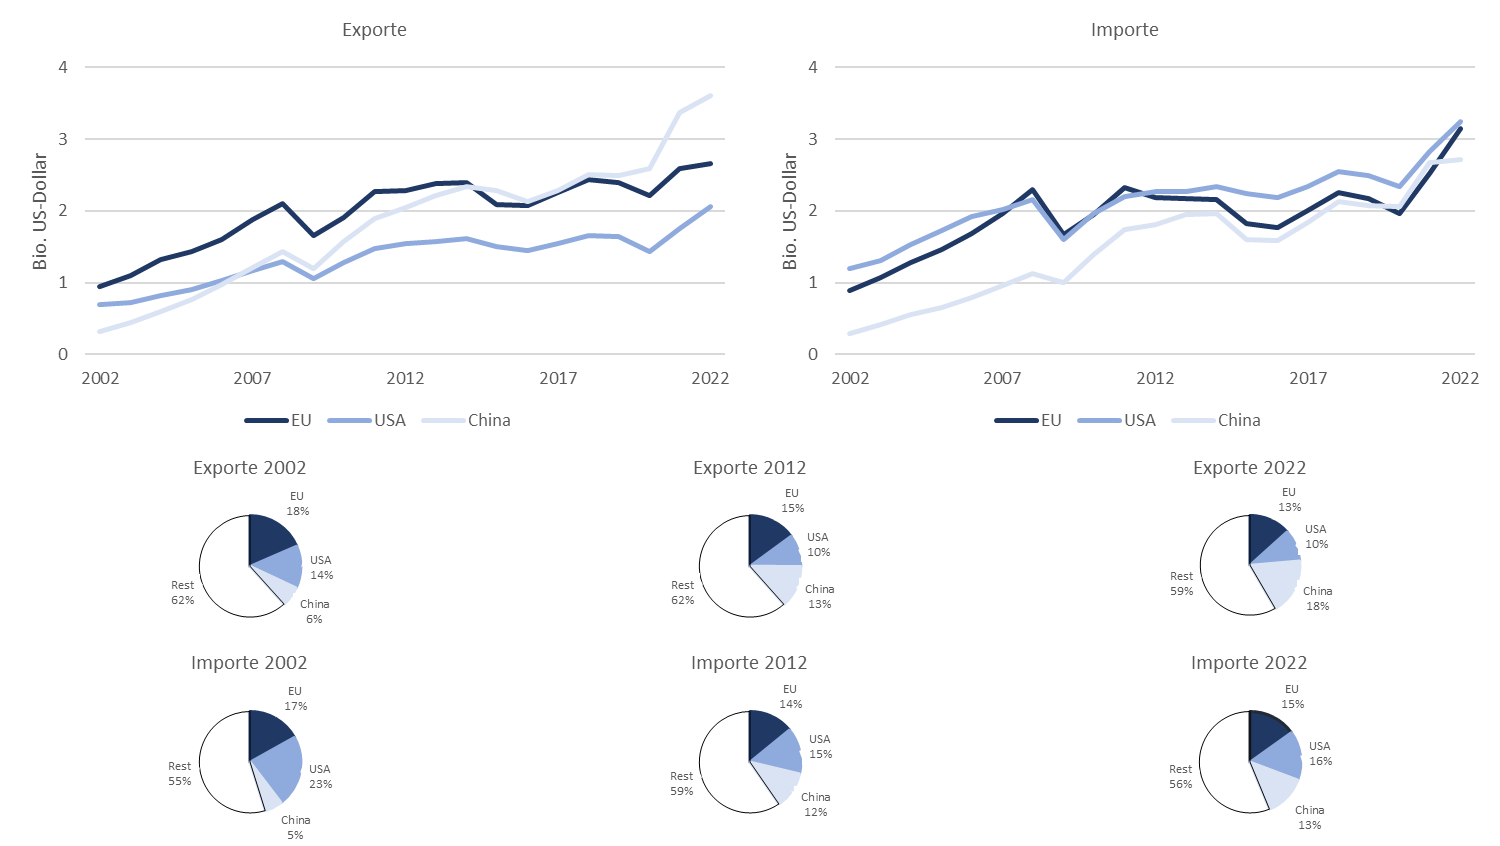 Exporte
Bio. US-Dollar
4
3
2
1
0
2002 2007 2012 2017 2022
EU USA China
Importe
Bio. US-Dollar
4
3
2
1
0
2002 2007 2012 2017 2022
EU USA China
Exporte 2002
EU
18%
USA
14%
China
6%
Rest
62%
Exporte 2012
EU
15%
USA
10%
China
13%
Rest
62%
Exporte 2022
EU
13%
USA
10%
China
18%
Rest
59%
Importe 2002
EU
17%
USA
23%
China
5%
Rest
55%
Importe 2012
EU
14%
USA
15%
China
12%
Rest
59%
Importe 2022
EU
15%
USA
16%
China
13%
Rest
56%